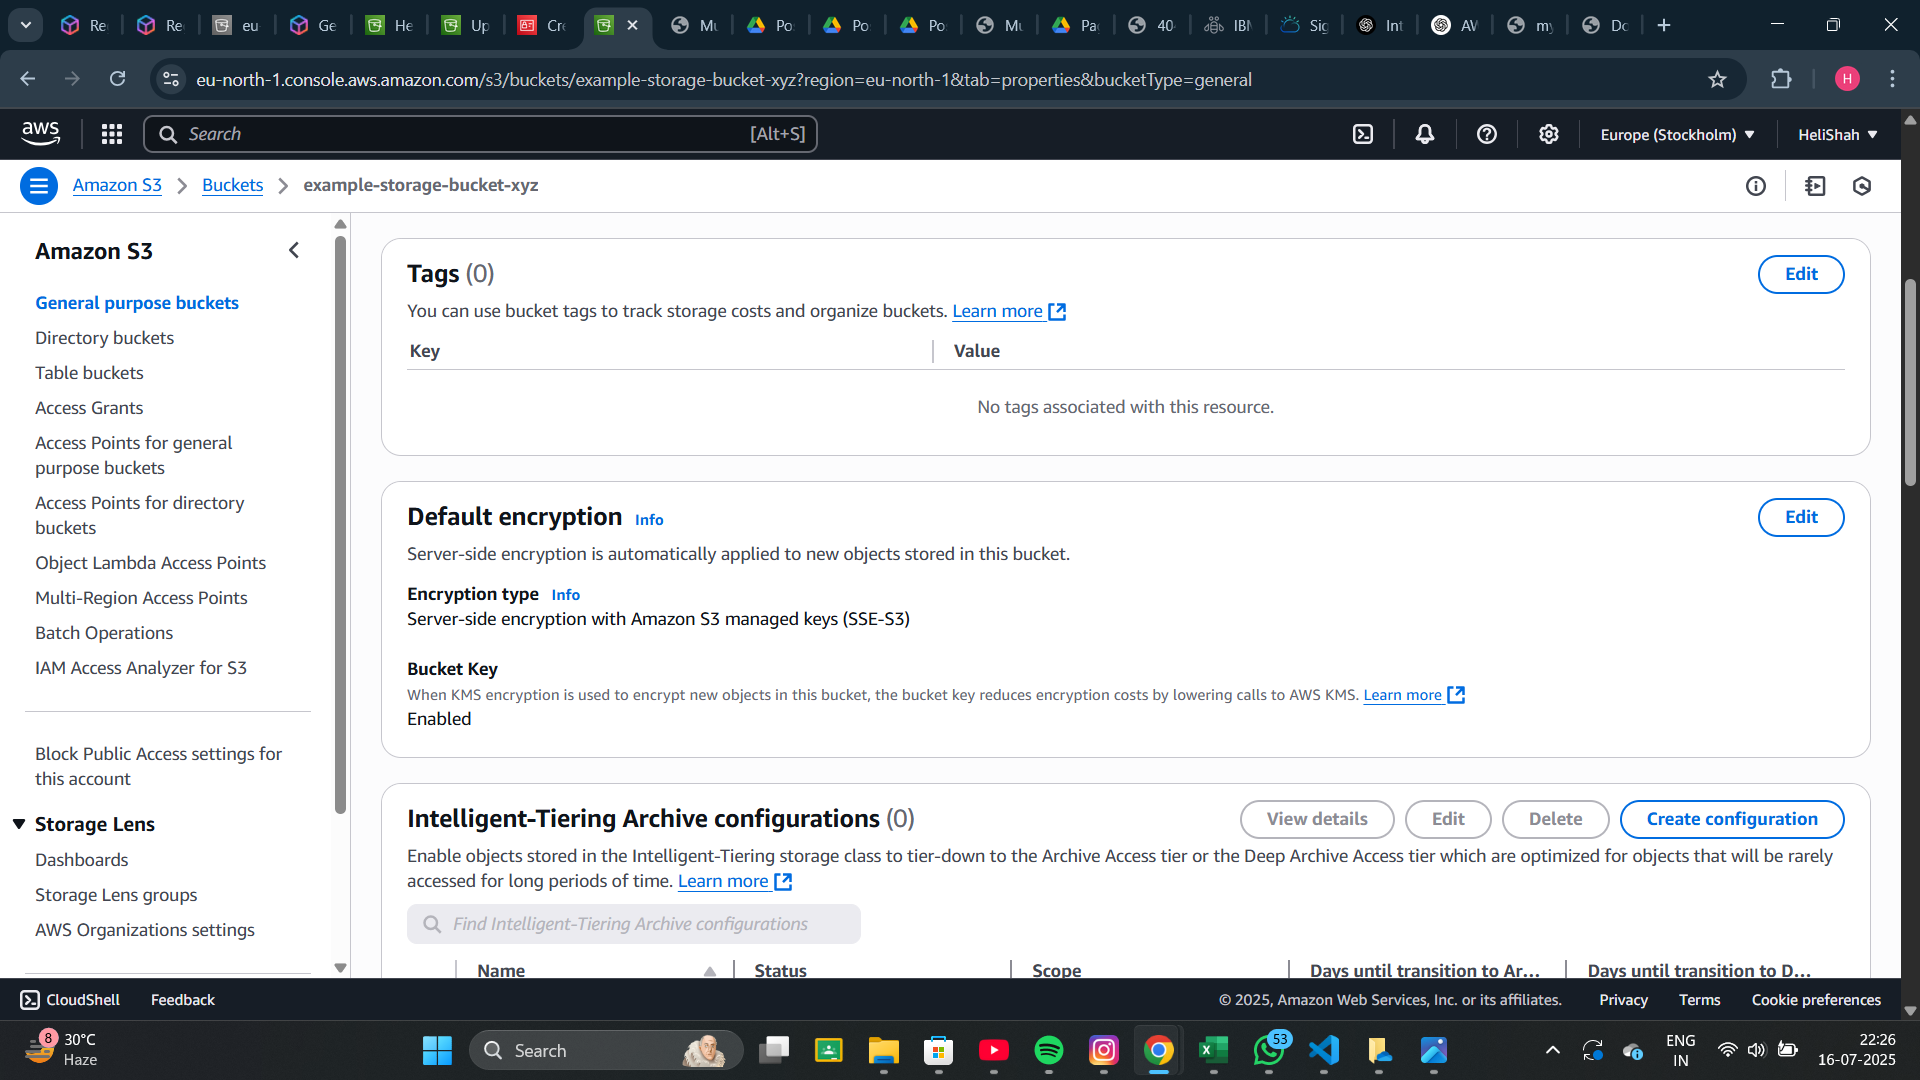 Re
Re
eu
Ge
He
Up
Cre
Mu
Po
Po
Po
Mu
Pa
40
IBM
Sig
Int
AW
my
Do
eu-north-1.console.aws.amazon.com/s3/buckets/example-storage-bucket-xyz?region=eu-north-1&tab=properties&bucketType=general
H
aws
Search
[Alt+S]
Europe (Stockholm)
HeliShah
Amazon S3
Buckets
example-storage-bucket-xyz
Amazon S3
General purpose buckets
Directory buckets
Table buckets
Access Grants
Access Points for general
purpose buckets
Access Points for directory
buckets
Object Lambda Access Points
Multi-Region Access Points
Batch Operations
IAM Access Analyzer for S3
Block Public Access settings for
this account
Storage Lens
Dashboards
Storage Lens groups
AWS Organizations settings
Tags (0)
Edit
You can use bucket tags to track storage costs and organize buckets. Learn more
Key
Value
No tags associated with this resource.
Default encryption Info
Edit
Server-side encryption is automatically applied to new objects stored in this bucket.
Encryption type Info
Server-side encryption with Amazon S3 managed keys (SSE-S3)
Bucket Key
When KMS encryption is used to encrypt new objects in this bucket, the bucket key reduces encryption costs by lowering calls to AWS KMS. Learn more
Enabled
Intelligent-Tiering Archive configurations (0)
View details
Edit
Delete
Create configuration
Enable objects stored in the Intelligent-Tiering storage class to tier-down to the Archive Access tier or the Deep Archive Access tier which are optimized for objects that will be rarely
accessed for long periods of time. Learn more
Find Intelligent-Tiering Archive configurations
Name
Status
Scope
Days until transition to Ar...
Days until transition to D...
CloudShell
Feedback
© 2025, Amazon Web Services, Inc. or its affiliates.
Privacy
Terms
Cookie preferences
8
30°C
Haze
Search
53
ENG
IN
22:26
16-07-2025